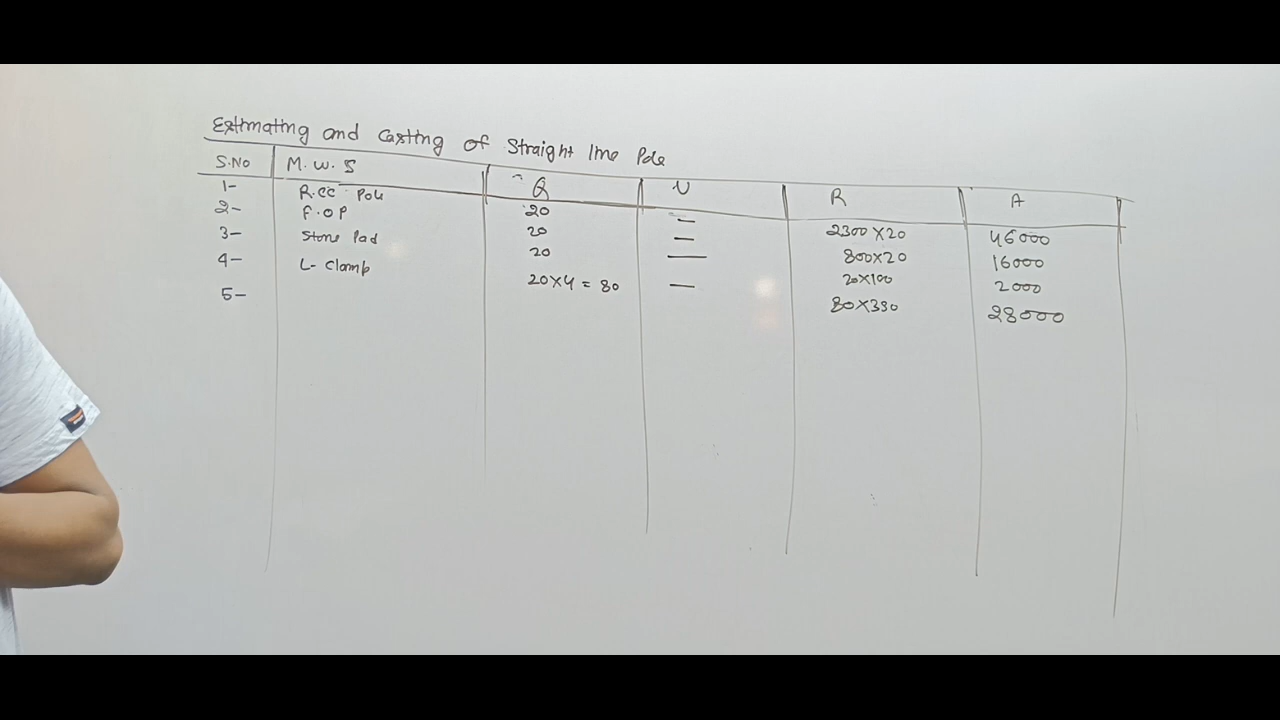 Estimating and Casting of Straight line Pole
S.No M. W. S Q U R A
1- R.CC Pole 20 — 2300 × 20 46000
2- F.O.P 20 — 800 × 20 16000
3- Stone Pad 20 — 20 × 100 2000
4- L- Clamp 20 × 4 = 80 — 80 × 350 28000
5-